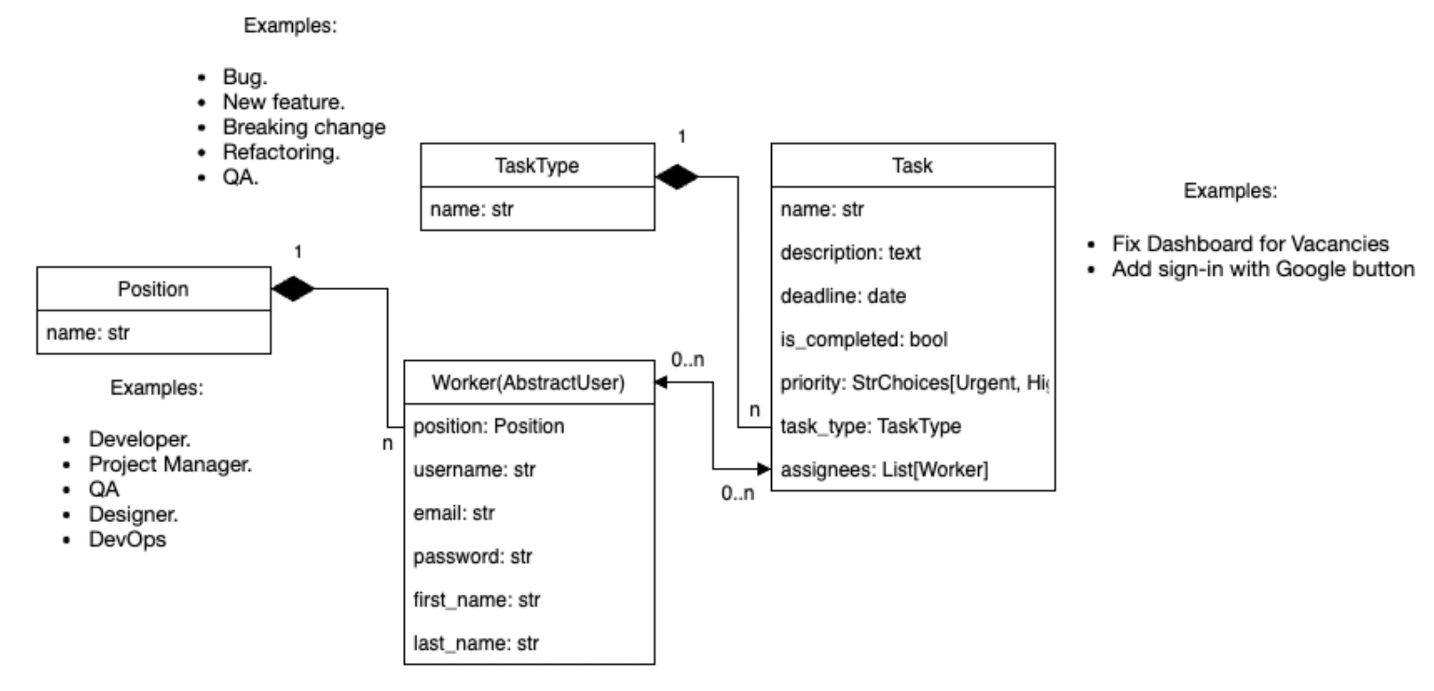 Examples:
• Bug.
• New feature.
• Breaking change
• Refactoring.
• QA.
1
TaskType
name: str
Task
name: str
description: text
deadline: date
is_completed: bool
priority: StrChoices[Urgent,
task_type: TaskType
assignees: List[Worker]
Examples:
• Fix Dashboard for Vacancies
• Add sign-in with Google button
1
Position
name: str
Examples:
• Developer.
• Project Manager.
• QA
• Designer.
• DevOps
n
Worker(AbstractUser)
position: Position
username: str
email: str
password: str
first_name: str
last_name: str
0..n
n
0..n